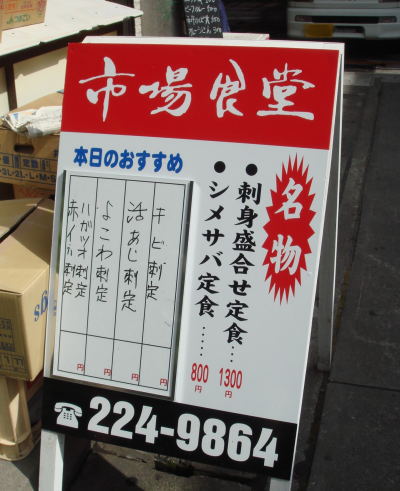 市場食堂
本日のおすすめ
名物
●刺身盛合せ定食…1300円
●シメサバ定食……800円
キビ刺定 円
活あじ刺定 円
よこわ刺定 円
ハガツオ刺定 円
赤イカ刺定
☎224-9864